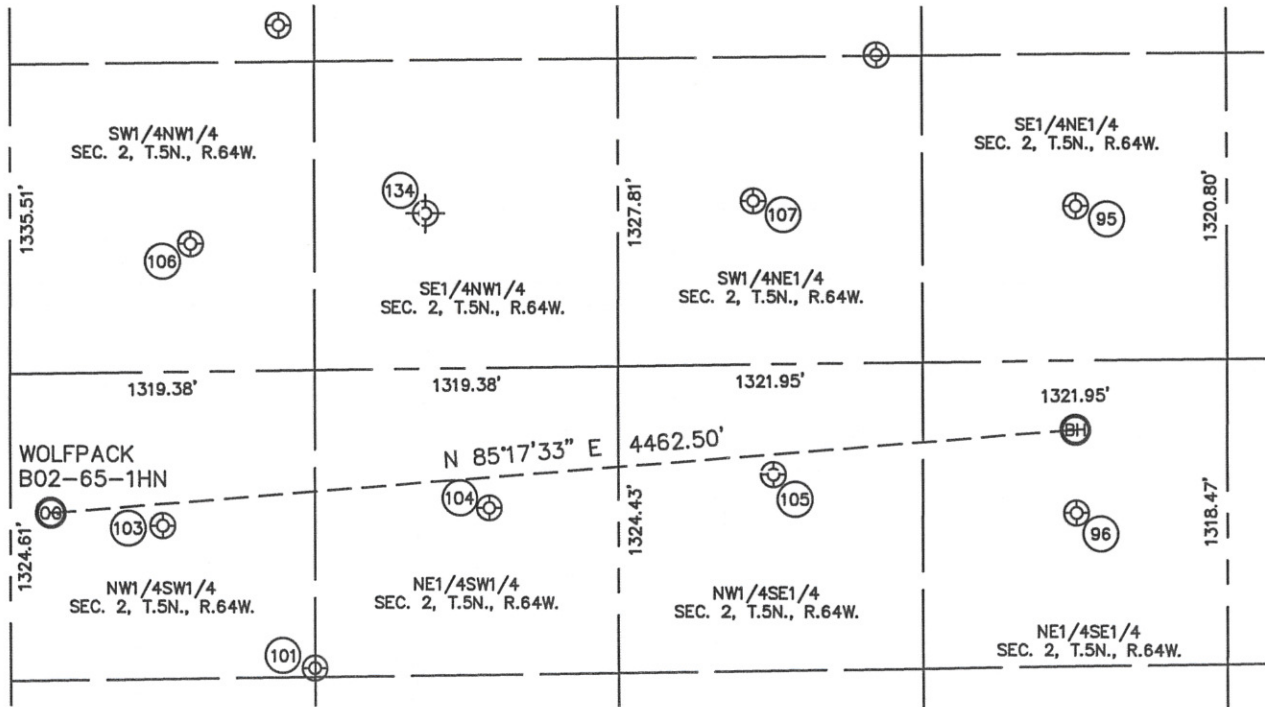 SW1/4NW1/4
SEC. 2, T.5N., R.64W.
SE1/4NE1/4
SEC. 2, T.5N., R.64W.
1335.51'
134
1327.81'
107
95
1320.80'
106
SE1/4NW1/4
SEC. 2, T.5N., R.64W.
SW1/4NE1/4
SEC. 2, T.5N., R.64W.
1319.38'
1319.38'
1321.95'
1321.95'
WOLFPACK
B02-65-1HN
N 85°17'33" E 4462.50'
BH
OG
103
104
105
96
1324.61'
1324.43'
1318.47'
NW1/4SW1/4
SEC. 2, T.5N., R.64W.
NE1/4SW1/4
SEC. 2, T.5N., R.64W.
NW1/4SE1/4
SEC. 2, T.5N., R.64W.
NE1/4SE1/4
SEC. 2, T.5N., R.64W.
101